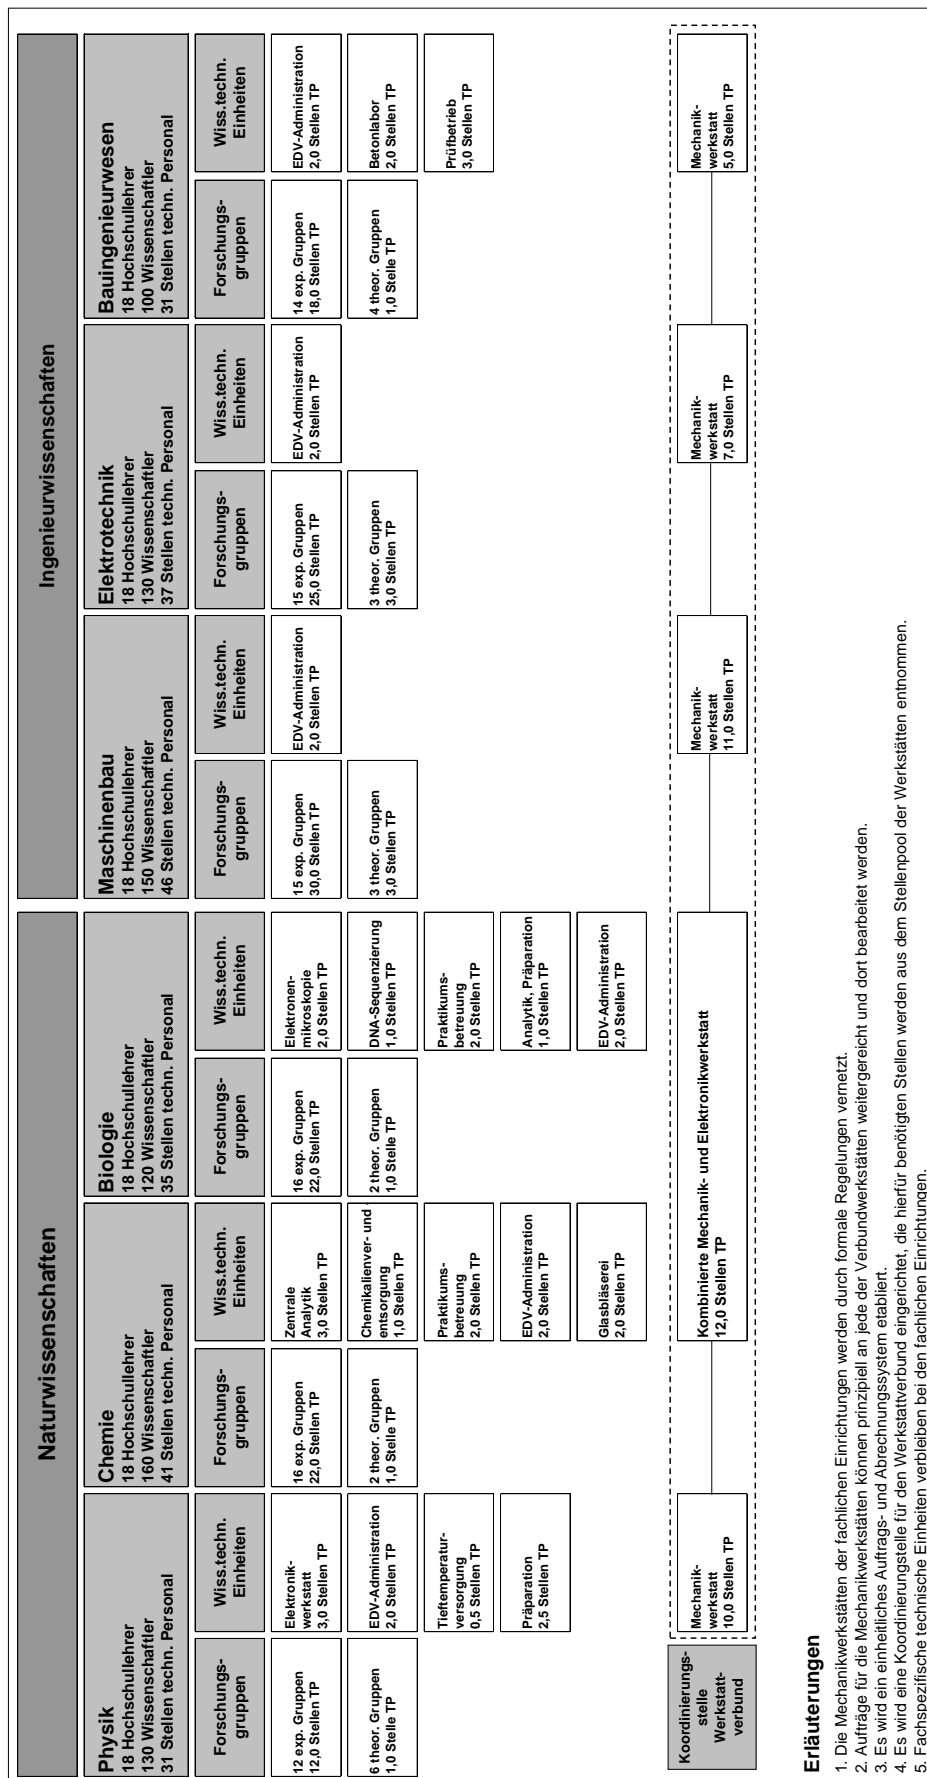 Naturwissenschaften
Ingenieurwissenschaften
Physik
18 Hochschullehrer
130 Wissenschaftler
31 Stellen techn. Personal
Chemie
18 Hochschullehrer
160 Wissenschaftler
41 Stellen techn. Personal
Biologie
18 Hochschullehrer
120 Wissenschaftler
35 Stellen techn. Personal
Maschinenbau
18 Hochschullehrer
150 Wissenschaftler
46 Stellen techn. Personal
Elektrotechnik
18 Hochschullehrer
130 Wissenschaftler
37 Stellen techn. Personal
Bauingenieurwesen
18 Hochschullehrer
100 Wissenschaftler
31 Stellen techn. Personal
Forschungs-
gruppen
Wiss.techn.
Einheiten
Forschungs-
gruppen
Wiss.techn.
Einheiten
Forschungs-
gruppen
Wiss.techn.
Einheiten
Forschungs-
gruppen
Wiss.techn.
Einheiten
Forschungs-
gruppen
Wiss.techn.
Einheiten
Forschungs-
gruppen
Wiss.techn.
Einheiten
12 exp. Gruppen
12,0 Stellen TP
Elektronik-
werkstatt
3,0 Stellen TP
16 exp. Gruppen
22,0 Stellen TP
Zentrale
Analytik
3,0 Stellen TP
16 exp. Gruppen
22,0 Stellen TP
Elektronen-
mikroskopie
2,0 Stellen TP
15 exp. Gruppen
30,0 Stellen TP
EDV-Administration
2,0 Stellen TP
15 exp. Gruppen
25,0 Stellen TP
EDV-Administration
2,0 Stellen TP
14 exp. Gruppen
18,0 Stellen TP
EDV-Administration
2,0 Stellen TP
6 theor. Gruppen
1,0 Stelle TP
EDV-Administration
2,0 Stellen TP
2 theor. Gruppen
1,0 Stelle TP
Chemikalienver- und
entsorgung
1,0 Stellen TP
2 theor. Gruppen
1,0 Stelle TP
DNA-Sequenzierung
1,0 Stellen TP
3 theor. Gruppen
3,0 Stellen TP
3 theor. Gruppen
3,0 Stellen TP
4 theor. Gruppen
1,0 Stelle TP
Betonlabor
2,0 Stellen TP
Tieftemperatur-
versorgung
0,5 Stellen TP
Praktikums-
betreuung
2,0 Stellen TP
Praktikums-
betreuung
2,0 Stellen TP
Prüfbetrieb
3,0 Stellen TP
Präparation
2,5 Stellen TP
EDV-Administration
2,0 Stellen TP
Analytik, Präparation
1,0 Stellen TP
Glasbläserei
2,0 Stellen TP
EDV-Administration
2,0 Stellen TP
Koordinierungs-
stelle
Werkstatt-
verbund
Mechanik-
werkstatt
10,0 Stellen TP
Kombinierte Mechanik- und Elektronikwerkstatt
12,0 Stellen TP
Mechanik-
werkstatt
11,0 Stellen TP
Mechanik-
werkstatt
7,0 Stellen TP
Mechanik-
werkstatt
5,0 Stellen TP
Erläuterungen
1. Die Mechanikwerkstätten der fachlichen Einrichtungen werden durch formale Regelungen vernetzt.
2. Aufträge für die Mechanikwerkstätten können prinzipiell an jede der Verbundwerkstätten weitergereicht und dort bearbeitet werden.
3. Es wird ein einheitliches Auftrags- und Abrechnungssystem etabliert.
4. Es wird eine Koordinierungstelle für den Werkstattverbund eingerichtet, die hierfür benötigten Stellen werden aus dem Stellenpool der Werkstätten entnommen.
5. Fachspezifische technische Einheiten verbleiben bei den fachlichen Einrichtungen.